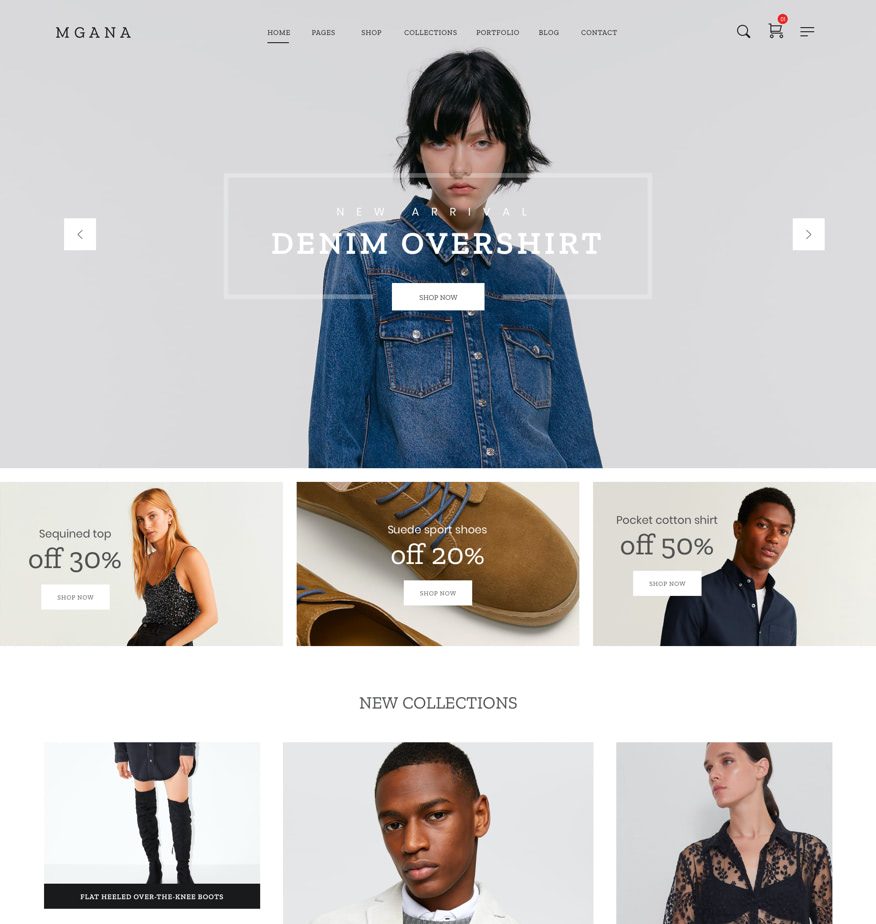 MGANA
HOME PAGES SHOP COLLECTIONS PORTFOLIO BLOG CONTACT
NEW ARRIVAL
DENIM OVERSHIRT
SHOP NOW
Sequined top
off 30%
SHOP NOW
Suede sport shoes
off 20%
SHOP NOW
Pocket cotton shirt
off 50%
SHOP NOW
NEW COLLECTIONS
FLAT HEELED OVER-THE-KNEE BOOTS